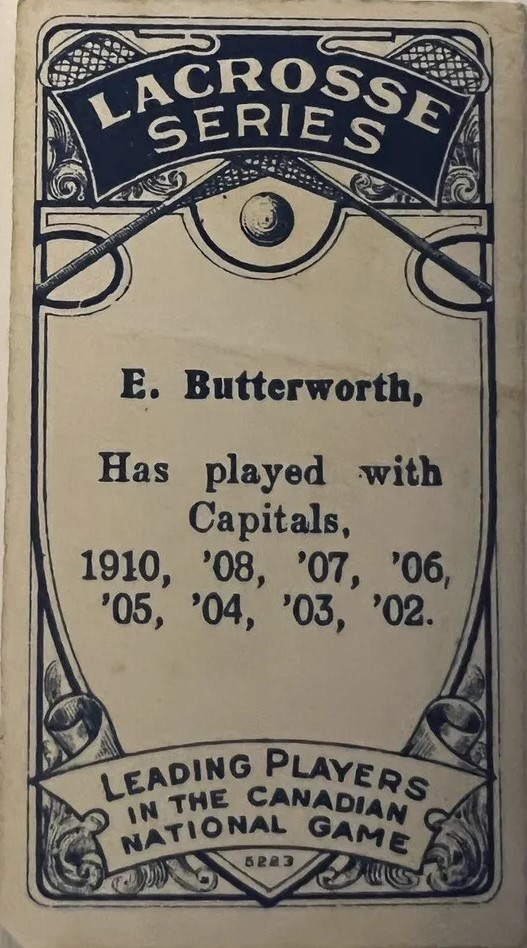 LACROSSE
SERIES
E. Butterworth,
Has played with
Capitals,
1910, '08, '07, '06,
'05, '04, '03, '02.
LEADING PLAYERS
IN THE CANADIAN
NATIONAL GAME
5223